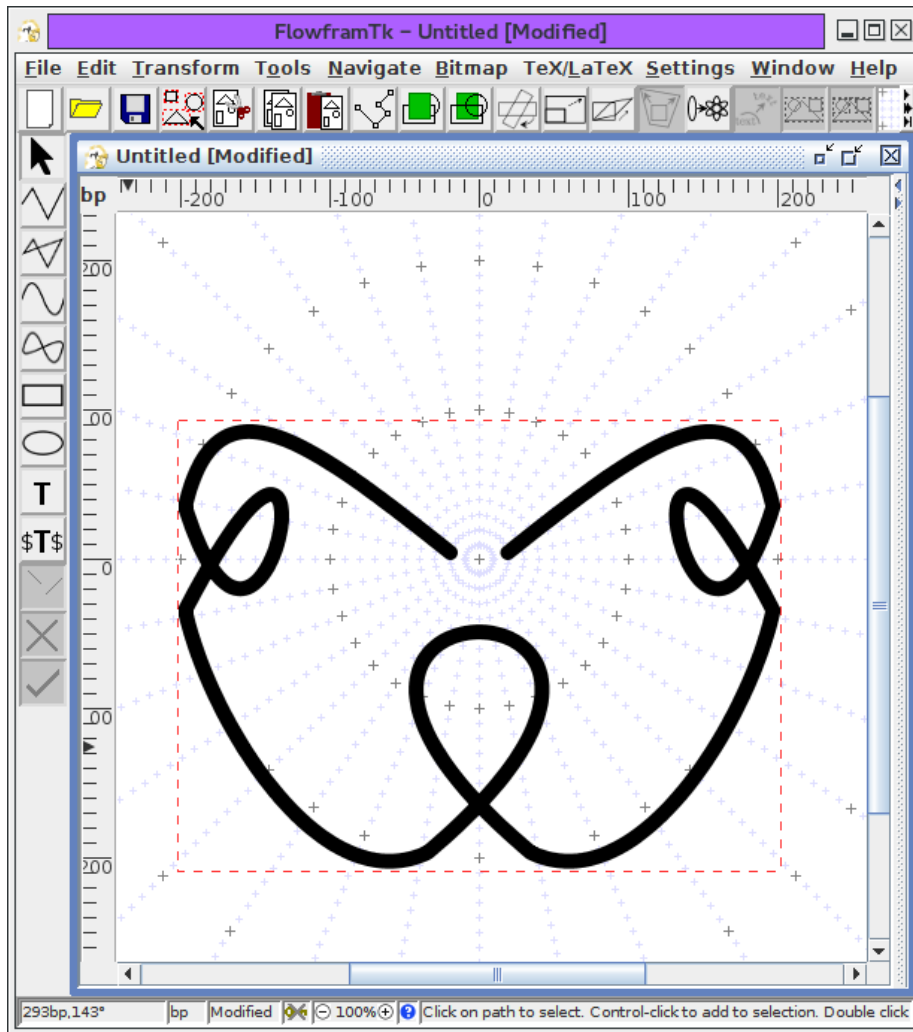 FlowframTk – Untitled [Modified]
File Edit Transform Tools Navigate Bitmap TeX/LaTeX Settings Window Help
Untitled [Modified]
bp -200 -100 0 100 200
200
T
100
$T$
0
100
200
293bp,143° bp Modified 100% Click on path to select. Control-click to add to selection. Double click